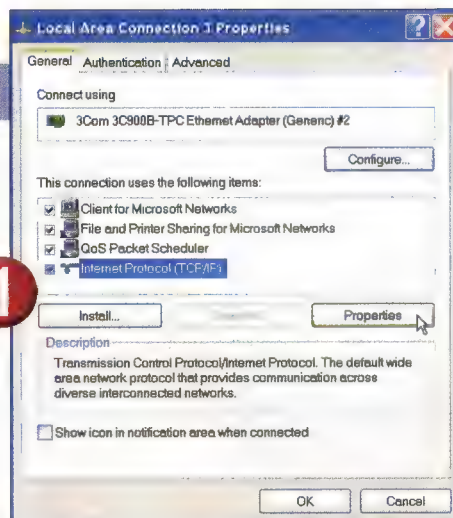 Local Area Connection 3 Properties
General Authentication Advanced
Connect using
3Com 3C900B-TPC Ethernet Adapter (Generic) #2
Configure...
This connection uses the following items:
Client for Microsoft Networks
File and Printer Sharing for Microsoft Networks
QoS Packet Scheduler
Internet Protocol (TCP/IP)
1
Install...
Properties
Description
Transmission Control Protocol/Internet Protocol. The default wide
area network protocol that provides communication across
diverse interconnected networks.
Show icon in notification area when connected
OK
Cancel